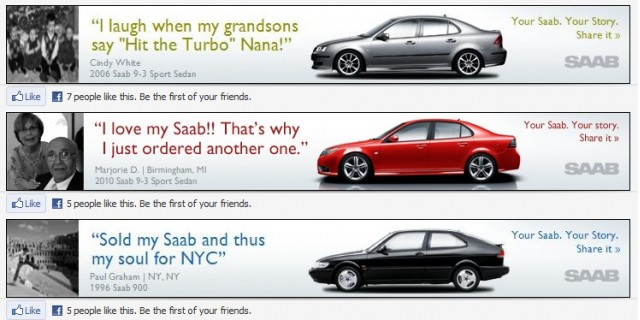 “I laugh when my grandsons
say "Hit the Turbo" Nana!”
Cindy White
2006 Saab 9-3 Sport Sedan
Your Saab. Your Story.
Share it »
SAAB
Like
7 people like this. Be the first of your friends.
“I love my Saab!! That's why
I just ordered another one.”
Marjorie D. | Birmingham, MI
2010 Saab 9-3 Sport Sedan
Your Saab. Your story.
Share it »
SAAB
Like
5 people like this. Be the first of your friends.
“Sold my Saab and thus
my soul for NYC”
Paul Graham | NY, NY
1996 Saab 900
Your Saab. Your Story.
Share it »
SAAB
Like
5 people like this. Be the first of your friends.